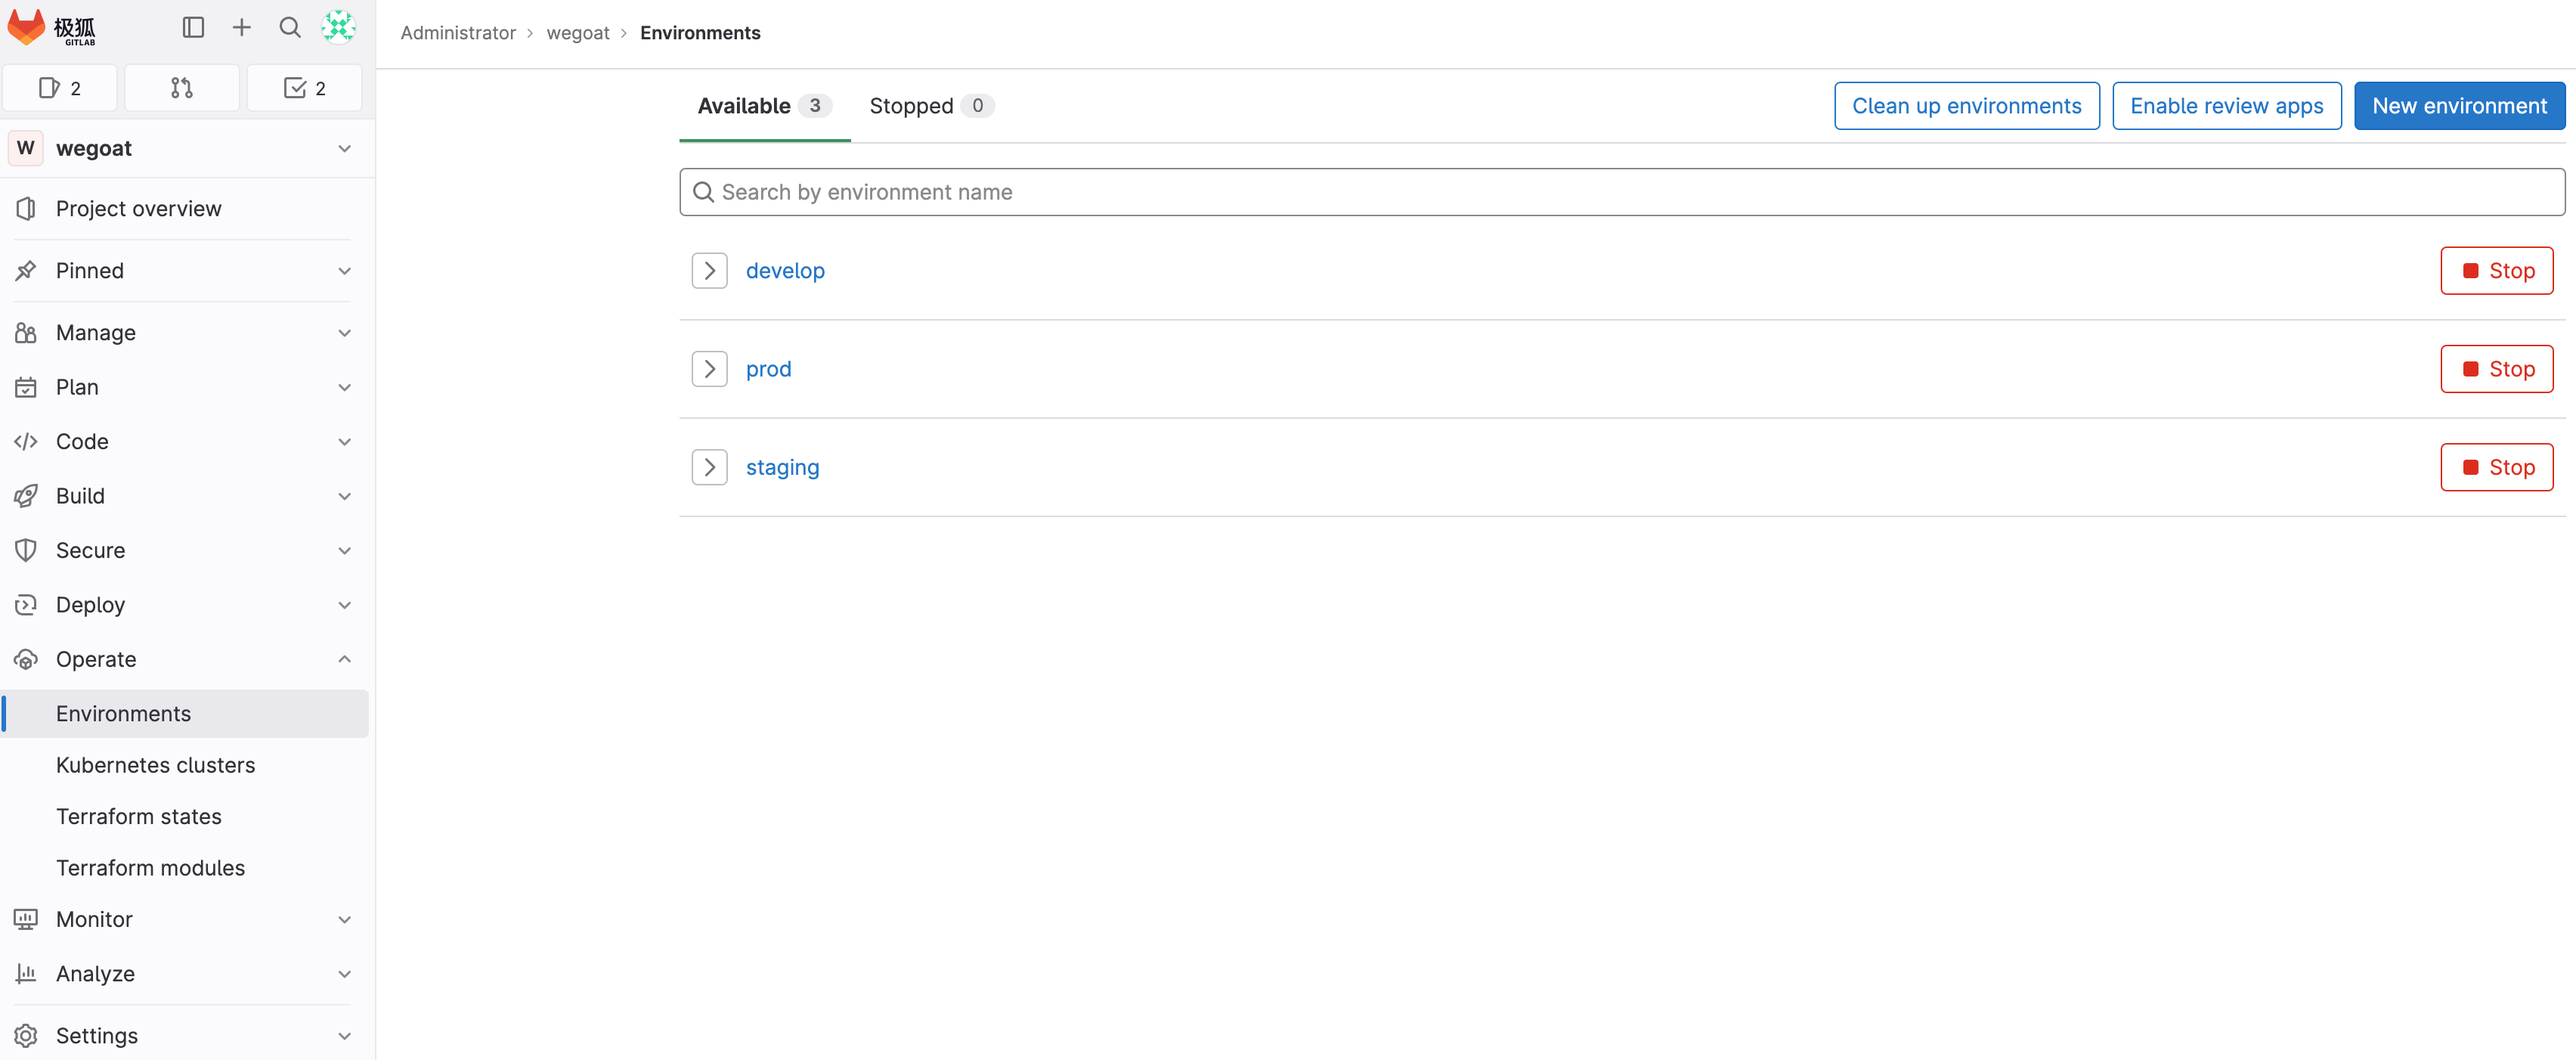 极狐
GITLAB
2
2
W wegoat
Project overview
Pinned
Manage
Plan
Code
Build
Secure
Deploy
Operate
Environments
Kubernetes clusters
Terraform states
Terraform modules
Monitor
Analyze
Settings
Administrator › wegoat › Environments
Available 3 Stopped 0
Clean up environments Enable review apps New environment
Search by environment name
develop Stop
prod Stop
staging Stop